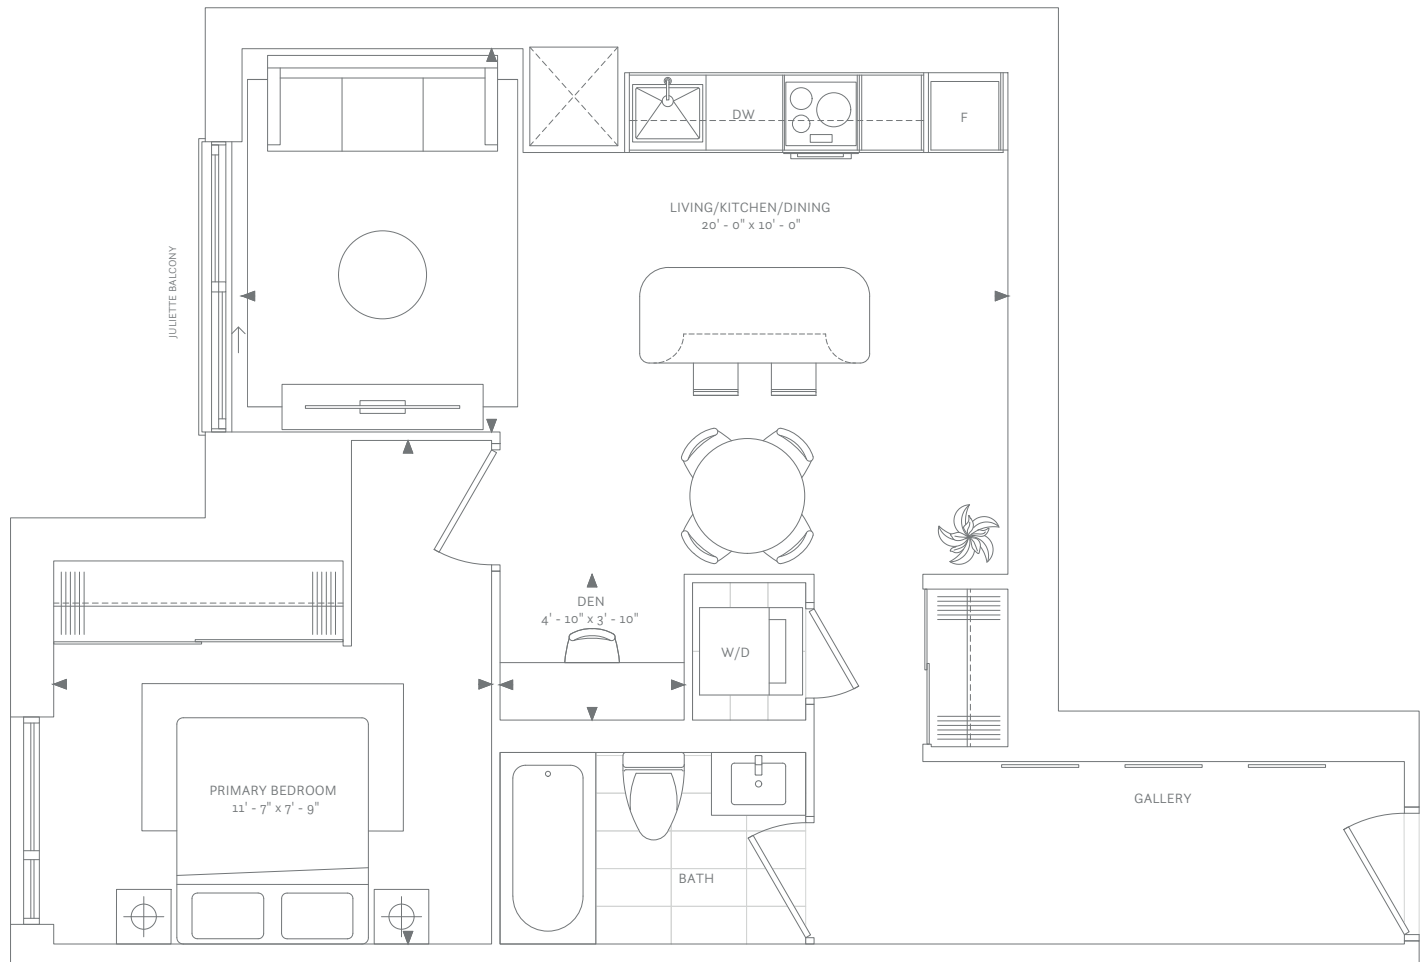 DW
F
LIVING/KITCHEN/DINING
20' - 0" x 10' - 0"
JULIETTE BALCONY
DEN
4' - 10" x 3' - 10"
W/D
PRIMARY BEDROOM
11' - 7" x 7' - 9"
GALLERY
BATH